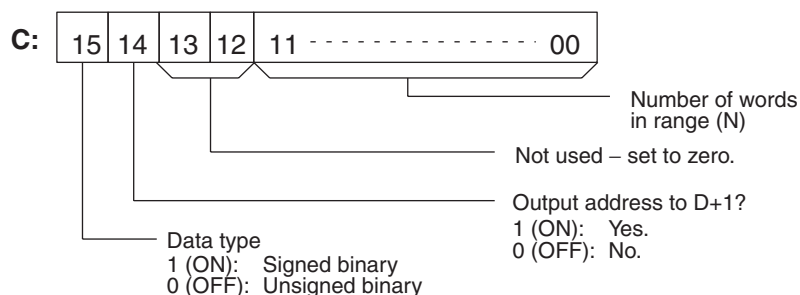 C: 15 14 13 12 11 - - - - - - - - - - - - - - - - - - 00
Number of words
in range (N)
Not used – set to zero.
Output address to D+1?
1 (ON): Yes.
0 (OFF): No.
Data type
1 (ON): Signed binary
0 (OFF): Unsigned binary